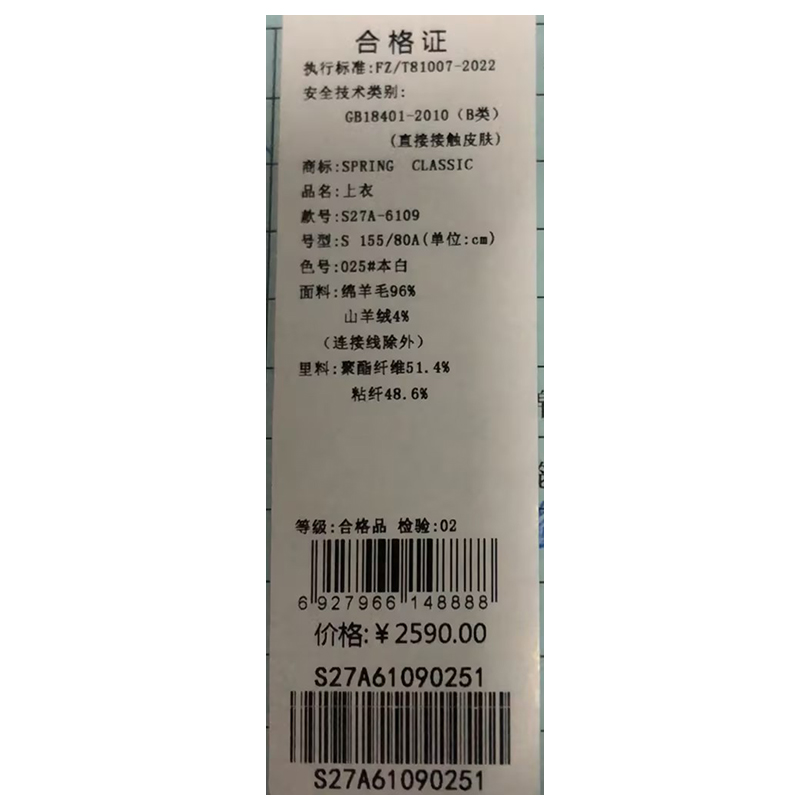 合格证
执行标准:FZ/T81007-2022
安全技术类别:
GB18401-2010（B类）
(直接接触皮肤)
商标:SPRING CLASSIC
品名:上衣
款号:S27A-6109
号型:S 155/80A(单位:cm)
色号:025#本白
面料:绵羊毛96%
山羊绒4%
（连接线除外）
里料:聚酯纤维51.4%
粘纤48.6%
等级:合格品 检验:02
6 927966 148888
价格:¥2590.00
S27A61090251
S27A61090251